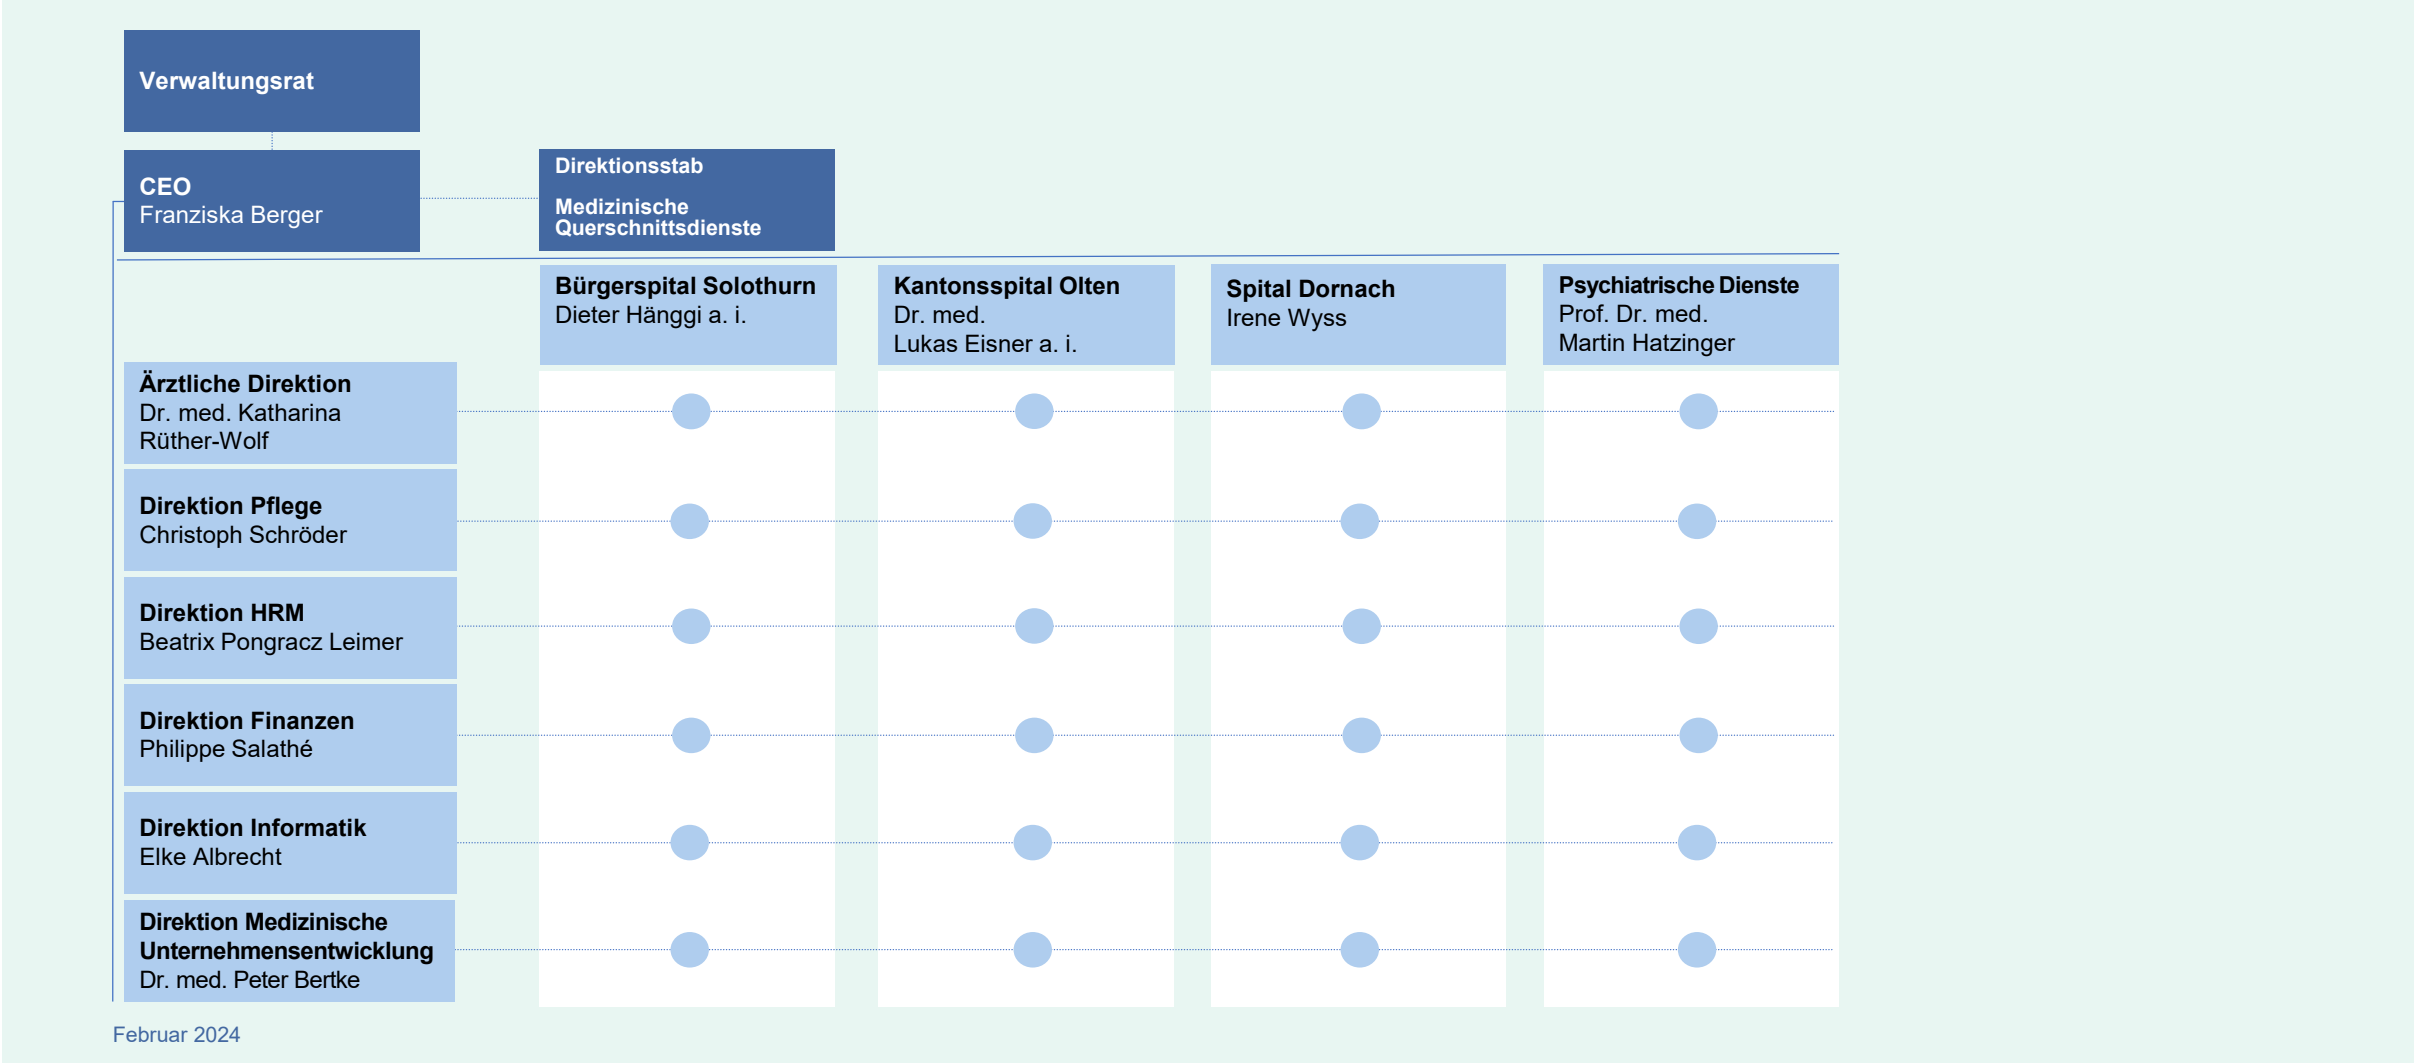 Verwaltungsrat
CEO
Franziska Berger
Direktionsstab
Medizinische
Querschnittsdienste
Bürgerspital Solothurn
Dieter Hänggi a. i.
Kantonsspital Olten
Dr. med.
Lukas Eisner a. i.
Spital Dornach
Irene Wyss
Psychiatrische Dienste
Prof. Dr. med.
Martin Hatzinger
Ärztliche Direktion
Dr. med. Katharina
Rüther-Wolf
Direktion Pflege
Christoph Schröder
Direktion HRM
Beatrix Pongracz Leimer
Direktion Finanzen
Philippe Salathé
Direktion Informatik
Elke Albrecht
Direktion Medizinische
Unternehmensentwicklung
Dr. med. Peter Bertke
Februar 2024